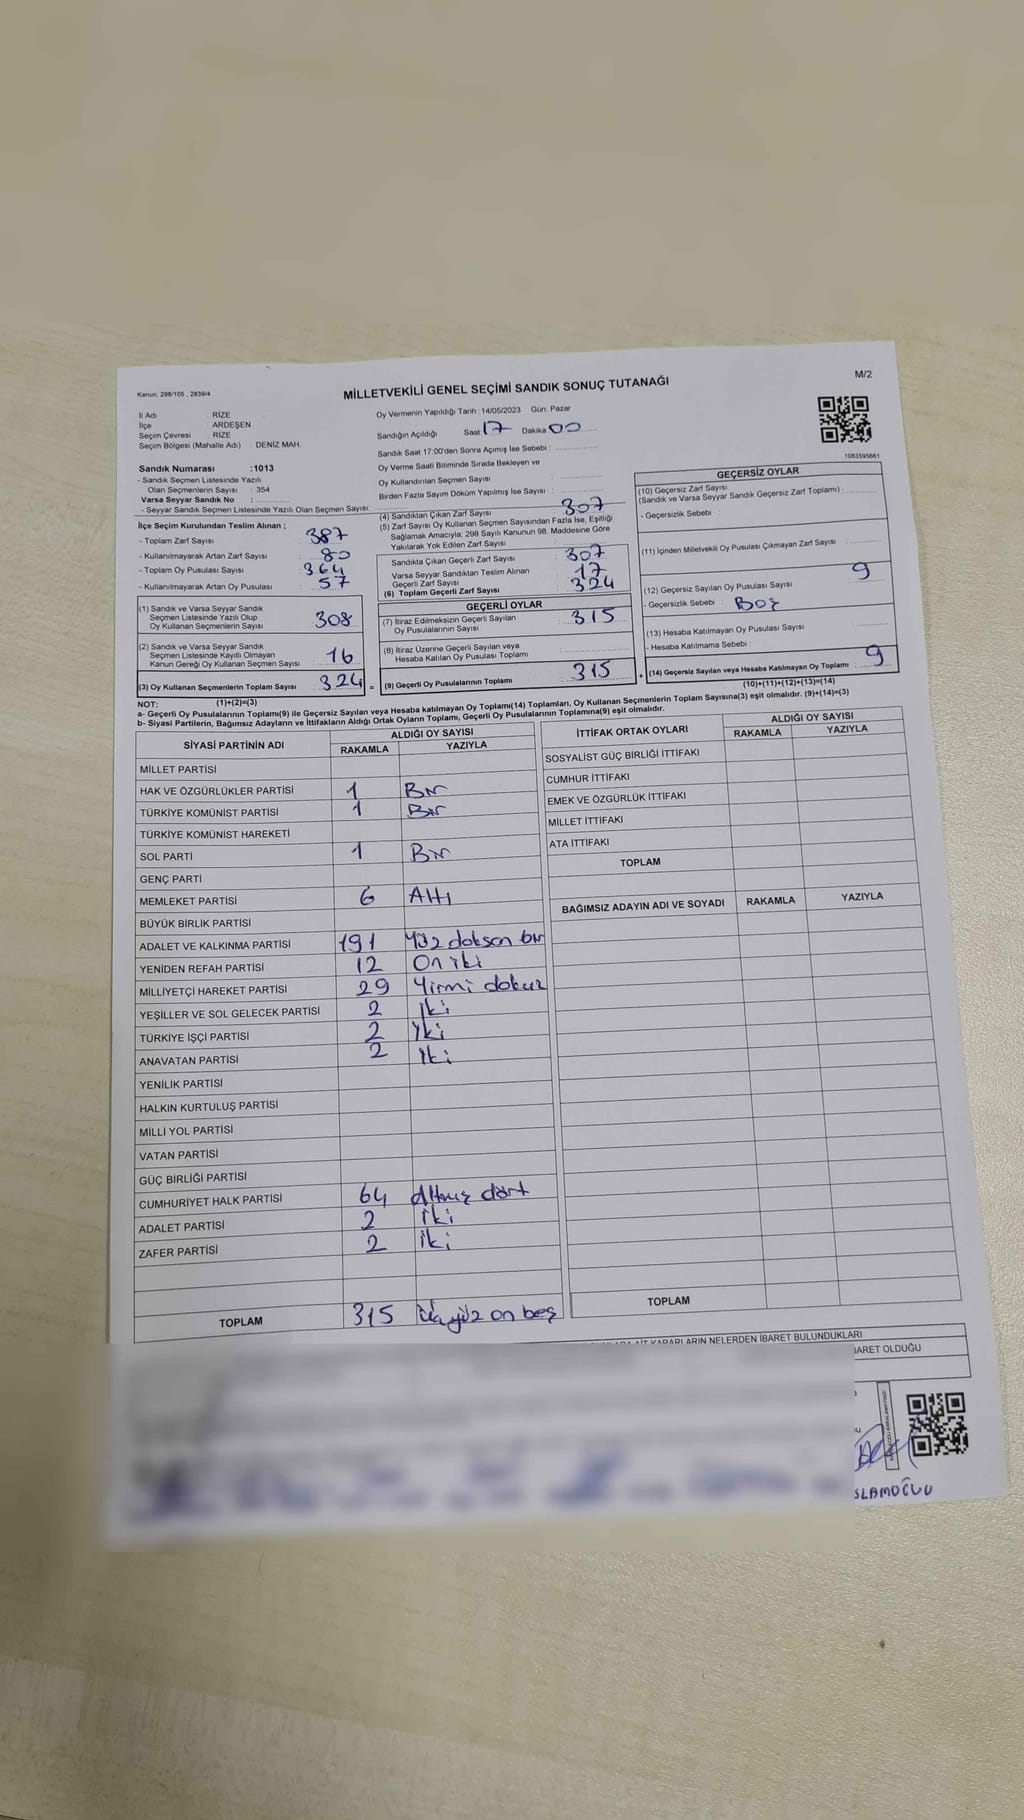 Kanun: 298/105 , 2839/4
MİLLETVEKİLİ GENEL SEÇİMİ SANDIK SONUÇ TUTANAĞI
M/2
İl Adı : RİZE
İlçe : ARDEŞEN
Seçim Çevresi : RİZE
Seçim Bölgesi (Mahalle Adı) : DENİZ MAH.
Sandık Numarası :1013
- Sandık Seçmen Listesinde Yazılı
Olan Seçmenlerin Sayısı : 354
Varsa Seyyar Sandık No :
- Seyyar Sandık Seçmen Listesinde Yazılı Olan Seçmen Sayısı:
Oy Vermenin Yapıldığı Tarih :14/05/2023 Gün: Pazar
Sandığın Açıldığı Saat 17 Dakika 00
Sandık Saat 17:00'den Sonra Açımış İse Sebebi :
Oy Verme Saati Bitiminde Sırada Bekleyen ve
Oy Kullandırılan Seçmen Sayısı :
Birden Fazla Sayım Döküm Yapılmış İse Sayısı :
1083595661
İlçe Seçim Kurulundan Teslim Alınan ;
- Toplam Zarf Sayısı : 387
- Kullanılmayarak Artan Zarf Sayısı : 80
- Toplam Oy Pusulası Sayısı : 364
- Kullanılmayarak Artan Oy Pusulası : 57
(1) Sandık ve Varsa Seyyar Sandık
Seçmen Listesinde Yazılı Olup
Oy Kullanan Seçmenlerin Sayısı : 308
(2) Sandık ve Varsa Seyyar Sandık
Seçmen Listesinde Kayıtlı Olmayan
Kanun Gereği Oy Kullanan Seçmen Sayısı : 16
(3) Oy Kullanan Seçmenlerin Toplam Sayısı : 324 =
(1)+(2)=(3)
(4) Sandıktan Çıkan Zarf Sayısı : 307
(5) Zarf Sayısı Oy Kullanan Seçmen Sayısından Fazla İse, Eşitliği
Sağlamak Amacıyla; 298 Sayılı Kanunun 98. Maddesine Göre
Yakılarak Yok Edilen Zarf Sayısı :
Sandıkta Çıkan Geçerli Zarf Sayısı : 307
Varsa Seyyar Sandıktan Teslim Alınan
Geçerli Zarf Sayısı : 17
(6) Toplam Geçerli Zarf Sayısı : 324
GEÇERLİ OYLAR
(7) İtiraz Edilmeksizin Geçerli Sayılan
Oy Pusulalarının Sayısı : 315
(8) İtiraz Üzerine Geçerli Sayılan veya
Hesaba Katılan Oy Pusulası Toplamı :
(9) Geçerli Oy Pusulalarının Toplamı : 315 +
GEÇERSİZ OYLAR
(10) Geçersiz Zarf Sayısı
(Sandık ve Varsa Seyyar Sandık Geçersiz Zarf Toplamı) :
- Geçersizlik Sebebi :
(11) İçinden Milletvekili Oy Pusulası Çıkmayan Zarf Sayısı :
(12) Geçersiz Sayılan Oy Pusulası Sayısı : 9
- Geçersizlik Sebebi : Boş
(13) Hesaba Katılmayan Oy Pusulası Sayısı :
- Hesaba Katılmama Sebebi :
(14) Geçersiz Sayılan veya Hesaba Katılmayan Oy Toplamı : 9
(10)+(11)+(12)+(13)=(14)
NOT:
a- Geçerli Oy Pusulalarının Toplamı(9) ile Geçersiz Sayılan veya Hesaba katılmayan Oy Toplamı(14) Toplamları, Oy Kullanan Seçmenlerin Toplam Sayısına(3) eşit olmalıdır. (9)+(14)=(3)
b- Siyasi Partilerin, Bağımsız Adayların ve İttifakların Aldığı Ortak Oyların Toplamı, Geçerli Oy Pusulalarının Toplamına(9) eşit olmalıdır.
SİYASİ PARTİNİN ADI ALDIĞI OY SAYISI
RAKAMLA YAZIYLA
MİLLET PARTİSİ
HAK VE ÖZGÜRLÜKLER PARTİSİ 1 Bir
TÜRKİYE KOMÜNİST PARTİSİ 1 Bir
TÜRKİYE KOMÜNİST HAREKETİ
SOL PARTİ 1 Bir
GENÇ PARTİ
MEMLEKET PARTİSİ 6 Altı
BÜYÜK BİRLİK PARTİSİ
ADALET VE KALKINMA PARTİSİ 191 Yüz doksan bir
YENİDEN REFAH PARTİSİ 12 On iki
MİLLİYETÇİ HAREKET PARTİSİ 29 Yirmi dokuz
YEŞİLLER VE SOL GELECEK PARTİSİ 2 İki
TÜRKİYE İŞÇİ PARTİSİ 2 İki
ANAVATAN PARTİSİ 2 İki
YENİLİK PARTİSİ
HALKIN KURTULUŞ PARTİSİ
MİLLİ YOL PARTİSİ
VATAN PARTİSİ
GÜÇ BİRLİĞİ PARTİSİ
CUMHURİYET HALK PARTİSİ 64 Altmış dört
ADALET PARTİSİ 2 iki
ZAFER PARTİSİ 2 iki
TOPLAM 315 Üçyüz on beş
İTTİFAK ORTAK OYLARI ALDIĞI OY SAYISI
RAKAMLA YAZIYLA
SOSYALİST GÜÇ BİRLİĞİ İTTİFAKI
CUMHUR İTTİFAKI
EMEK VE ÖZGÜRLÜK İTTİFAKI
MİLLET İTTİFAKI
ATA İTTİFAKI
TOPLAM
BAĞIMSIZ ADAYIN ADI VE SOYADI RAKAMLA YAZIYLA
TOPLAM
AİT KARARLARIN NELERDEN İBARET BULUNDUKLARI
BARET OLDUĞU
SLAMOĞLU